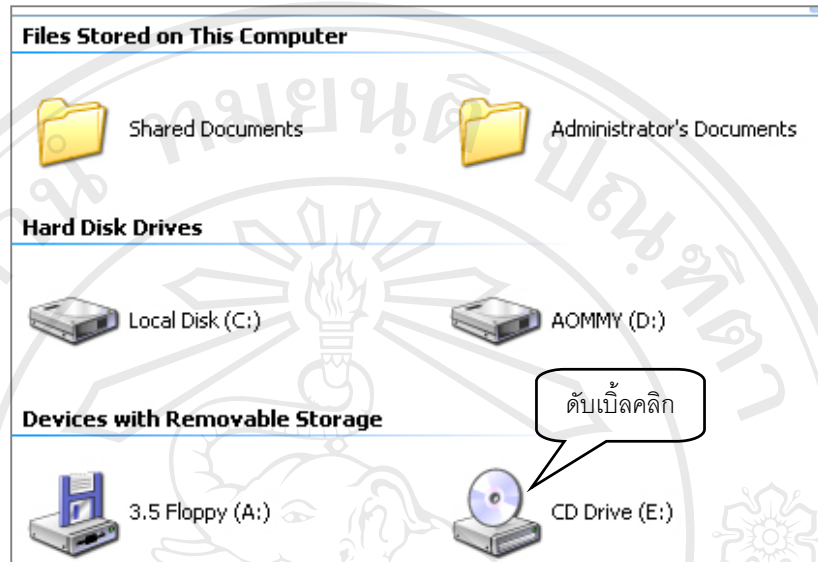 Files Stored on This Computer
Shared Documents
Administrator's Documents
Hard Disk Drives
Local Disk (C:)
AOMMY (D:)
ดับเบิ้ลคลิก
Devices with Removable Storage
3.5 Floppy (A:)
CD Drive (E:)